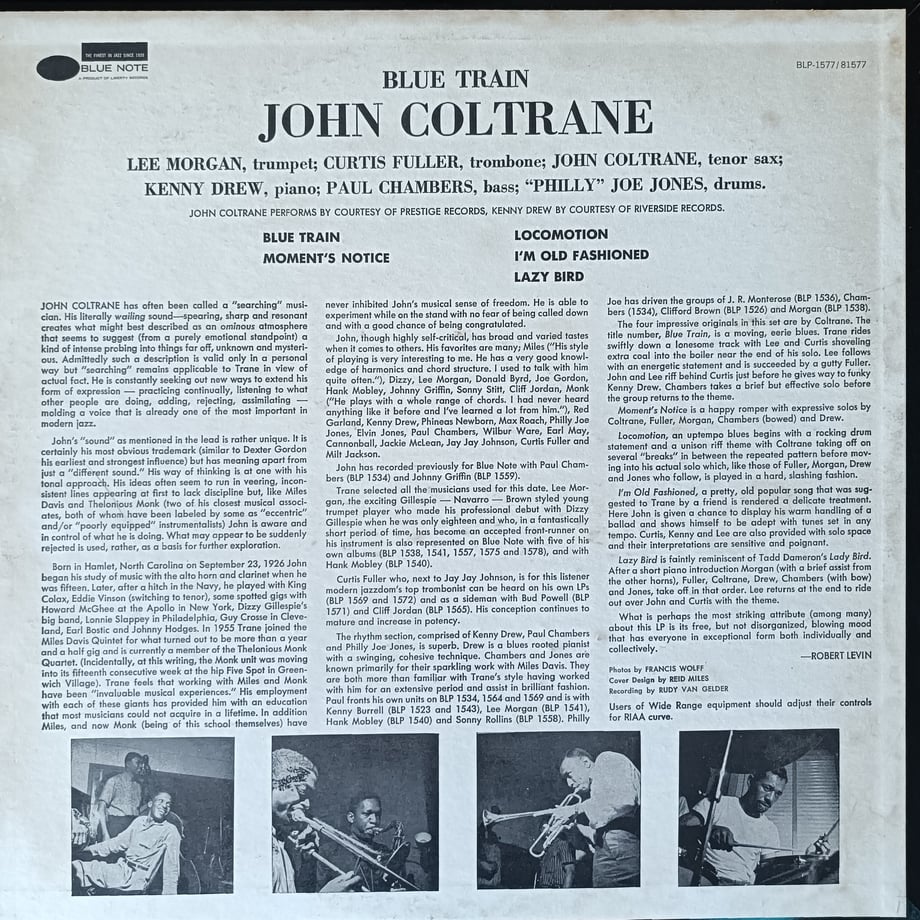 THE FINEST IN JAZZ SINCE 1939
BLUE NOTE
A PRODUCT OF LIBERTY RECORDS
BLP-1577/81577
BLUE TRAIN
JOHN COLTRANE
LEE MORGAN, trumpet; CURTIS FULLER, trombone; JOHN COLTRANE, tenor sax;
KENNY DREW, piano; PAUL CHAMBERS, bass; “PHILLY” JOE JONES, drums.
JOHN COLTRANE PERFORMS BY COURTESY OF PRESTIGE RECORDS, KENNY DREW BY COURTESY OF RIVERSIDE RECORDS.
BLUE TRAIN
MOMENT'S NOTICE
LOCOMOTION
I'M OLD FASHIONED
LAZY BIRD
JOHN COLTRANE has often been called a “searching” musi-
cian. His literally wailing sound—spearing, sharp and resonant
creates what might best described as an ominous atmosphere
that seems to suggest (from a purely emotional standpoint) a
kind of intense probing into things far off, unknown and mysteri-
ous. Admittedly such a description is valid only in a personal
way but “searching” remains applicable to Trane in view of
actual fact. He is constantly seeking out new ways to extend his
form of expression — practicing continually, listening to what
other people are doing, adding, rejecting, assimilating —
molding a voice that is already one of the most important in
modern jazz.
John's “sound” as mentioned in the lead is rather unique. It is
certainly his most obvious trademark (similar to Dexter Gordon
his earliest and strongest influence) but has meaning apart from
just a “different sound.” His way of thinking is at one with his
tonal approach. His ideas often seem to run in veering, incon-
sistent lines appearing at first to lack discipline but, like Miles
Davis and Thelonious Monk (two of his closest musical associ-
ates, both of whom have been labeled by some as “eccentric”
and/or “poorly equipped” instrumentalists) John is aware and
in control of what he is doing. What may appear to be suddenly
rejected is used, rather, as a basis for further exploration.
Born in Hamlet, North Carolina on September 23, 1926 John
began his study of music with the alto horn and clarinet when he
was fifteen. Later, after a hitch in the Navy, he played with King
Colax, Eddie Vinson (switching to tenor), some spotted gigs with
Howard McGhee at the Apollo in New York, Dizzy Gillespie's
big band, Lonnie Slappey in Philadelphia, Guy Crosse in Cleve-
land, Earl Bostic and Johnny Hodges. In 1955 Trane joined the
Miles Davis Quintet for what turned out to be more than a year
and a half gig and is currently a member of the Thelonious Monk
Quartet. (Incidentally, at this writing, the Monk unit was moving
into its fifteenth consecutive week at the hip Five Spot in Green-
wich Village). Trane feels that working with Miles and Monk
have been “invaluable musical experiences.” His employment
with each of these giants has provided him with an education
that most musicians could not acquire in a lifetime. In addition
Miles, and now Monk (being of this school themselves) have
never inhibited John's musical sense of freedom. He is able to
experiment while on the stand with no fear of being called down
and with a good chance of being congratulated.
John, though highly self-critical, has broad and varied tastes
when it comes to others. His favorites are many; Miles (“His style
of playing is very interesting to me. He has a very good knowl-
edge of harmonics and chord structure. I used to talk with him
quite often.”), Dizzy, Lee Morgan, Donald Byrd, Joe Gordon,
Hank Mobley, Johnny Griffin, Sonny Stitt, Cliff Jordan, Monk
(“He plays with a whole range of chords. I had never heard
anything like it before and I've learned a lot from him.”), Red
Garland, Kenny Drew, Phineas Newborn, Max Roach, Philly Joe
Jones, Elvin Jones, Paul Chambers, Wilbur Ware, Earl May,
Cannonball, Jackie McLean, Jay Jay Johnson, Curtis Fuller and
Milt Jackson.
John has recorded previously for Blue Note with Paul Cham-
bers (BLP 1534) and Johnny Griffin (BLP 1559).
Trane selected all the musicians used for this date. Lee Mor-
gan, the exciting Gillespie — Navarro — Brown styled young
trumpet player who made his professional debut with Dizzy
Gillespie when he was only eighteen and who, in a fantastically
short period of time, has become an accepted front-runner on
his instrument is also represented on Blue Note with five of his
own albums (BLP 1538, 1541, 1557, 1575 and 1578), and with
Hank Mobley (BLP 1540).
Curtis Fuller who, next to Jay Jay Johnson, is for this listener
modern jazzdom's top trombonist can be heard on his own LPs
(BLP 1569 and 1572) and as a sideman with Bud Powell (BLP
1571) and Cliff Jordan (BLP 1565). His conception continues to
mature and increase in potency.
The rhythm section, comprised of Kenny Drew, Paul Chambers
and Philly Joe Jones, is superb. Drew is a blues rooted pianist
with a swinging, cohesive technique. Chambers and Jones are
known primarily for their sparkling work with Miles Davis. They
are both more than familiar with Trane's style having worked
with him for an extensive period and assist in brilliant fashion.
Paul fronts his own units on BLP 1534, 1564 and 1569 and is with
Kenny Burrell (BLP 1523 and 1543), Lee Morgan (BLP 1541),
Hank Mobley (BLP 1540) and Sonny Rollins (BLP 1558). Philly
Joe has driven the groups of J. R. Monterose (BLP 1536), Cham-
bers (1534), Clifford Brown (BLP 1526) and Morgan (BLP 1538).
The four impressive originals in this set are by Coltrane. The
title number, Blue Train, is a moving, eerie blues. Trane rides
swiftly down a lonesome track with Lee and Curtis shoveling
extra coal into the boiler near the end of his solo. Lee follows
with an energetic statement and is succeeded by a gutty Fuller.
John and Lee riff behind Curtis just before he gives way to funky
Kenny Drew. Chambers takes a brief but effective solo before
the group returns to the theme.
Moment's Notice is a happy romper with expressive solos by
Coltrane, Fuller, Morgan, Chambers (bowed) and Drew.
Locomotion, an uptempo blues begins with a rocking drum
statement and a unison riff theme with Coltrane taking off on
several “breaks” in between the repeated pattern before mov-
ing into his actual solo which, like those of Fuller, Morgan, Drew
and Jones who follow, is played in a hard, slashing fashion.
I'm Old Fashioned, a pretty, old popular song that was sug-
gested to Trane by a friend is rendered a delicate treatment.
Here John is given a chance to display his warm handling of a
ballad and shows himself to be adept with tunes set in any
tempo. Curtis, Kenny and Lee are also provided with solo space
and their interpretations are sensitive and poignant.
Lazy Bird is faintly reminiscent of Tadd Dameron's Lady Bird.
After a short piano introduction Morgan (with a brief assist from
the other horns), Fuller, Coltrane, Drew, Chambers (with bow)
and Jones, take off in that order. Lee returns at the end to ride
out over John and Curtis with the theme.
What is perhaps the most striking attribute (among many)
about this LP is its free, but not disorganized, blowing mood
that has everyone in exceptional form both individually and
collectively.
—ROBERT LEVIN
Photos by FRANCIS WOLFF
Cover Design by REID MILES
Recording by RUDY VAN GELDER
Users of Wide Range equipment should adjust their controls
for RIAA curve.